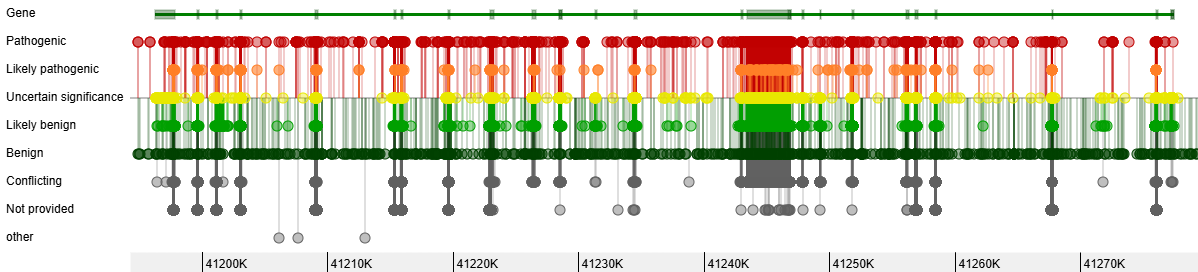 Gene
Pathogenic
Likely pathogenic
Uncertain significance
Likely benign
Benign
Conflicting
Not provided
other
41200K 41210K 41220K 41230K 41240K 41250K 41260K 41270K